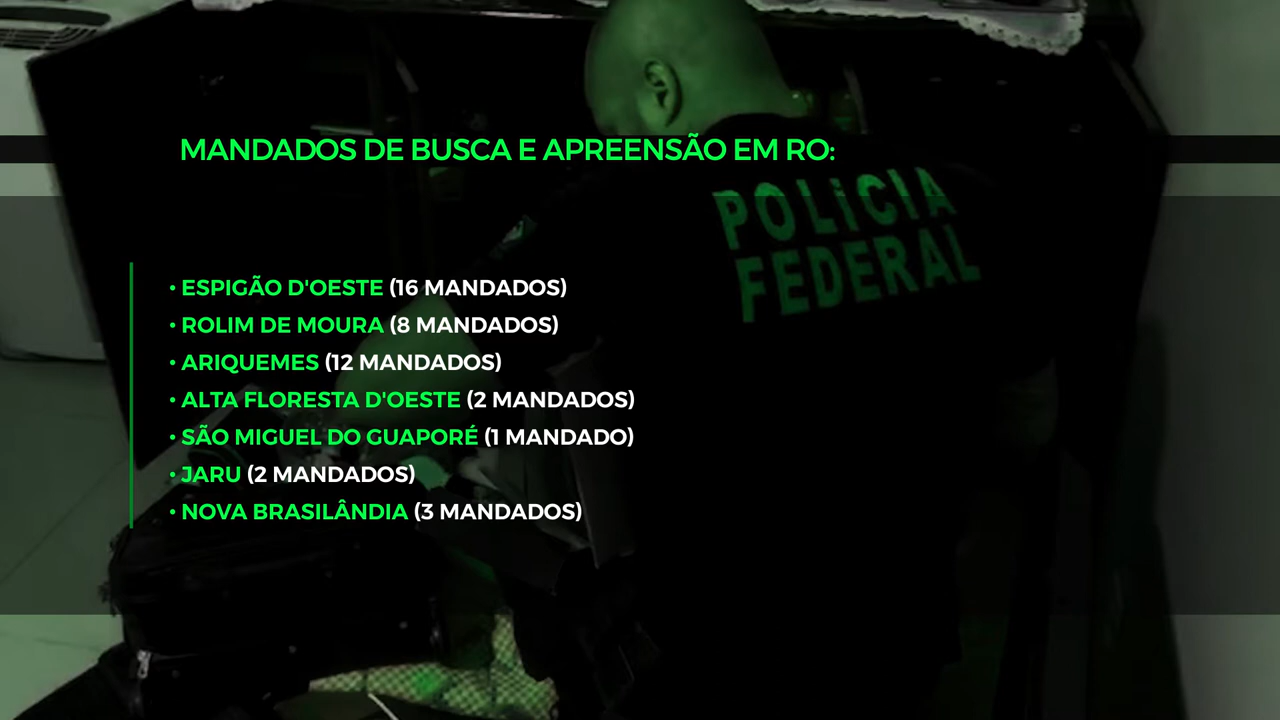 MANDADOS DE BUSCA E APREENSÃO EM RO:
POLICIA
FEDERAL
• ESPIGÃO D'OESTE (16 MANDADOS)
• ROLIM DE MOURA (8 MANDADOS)
• ARIQUEMES (12 MANDADOS)
• ALTA FLORESTA D'OESTE (2 MANDADOS)
• SÃO MIGUEL DO GUAPORÉ (1 MANDADO)
• JARU (2 MANDADOS)
• NOVA BRASILÂNDIA (3 MANDADOS)